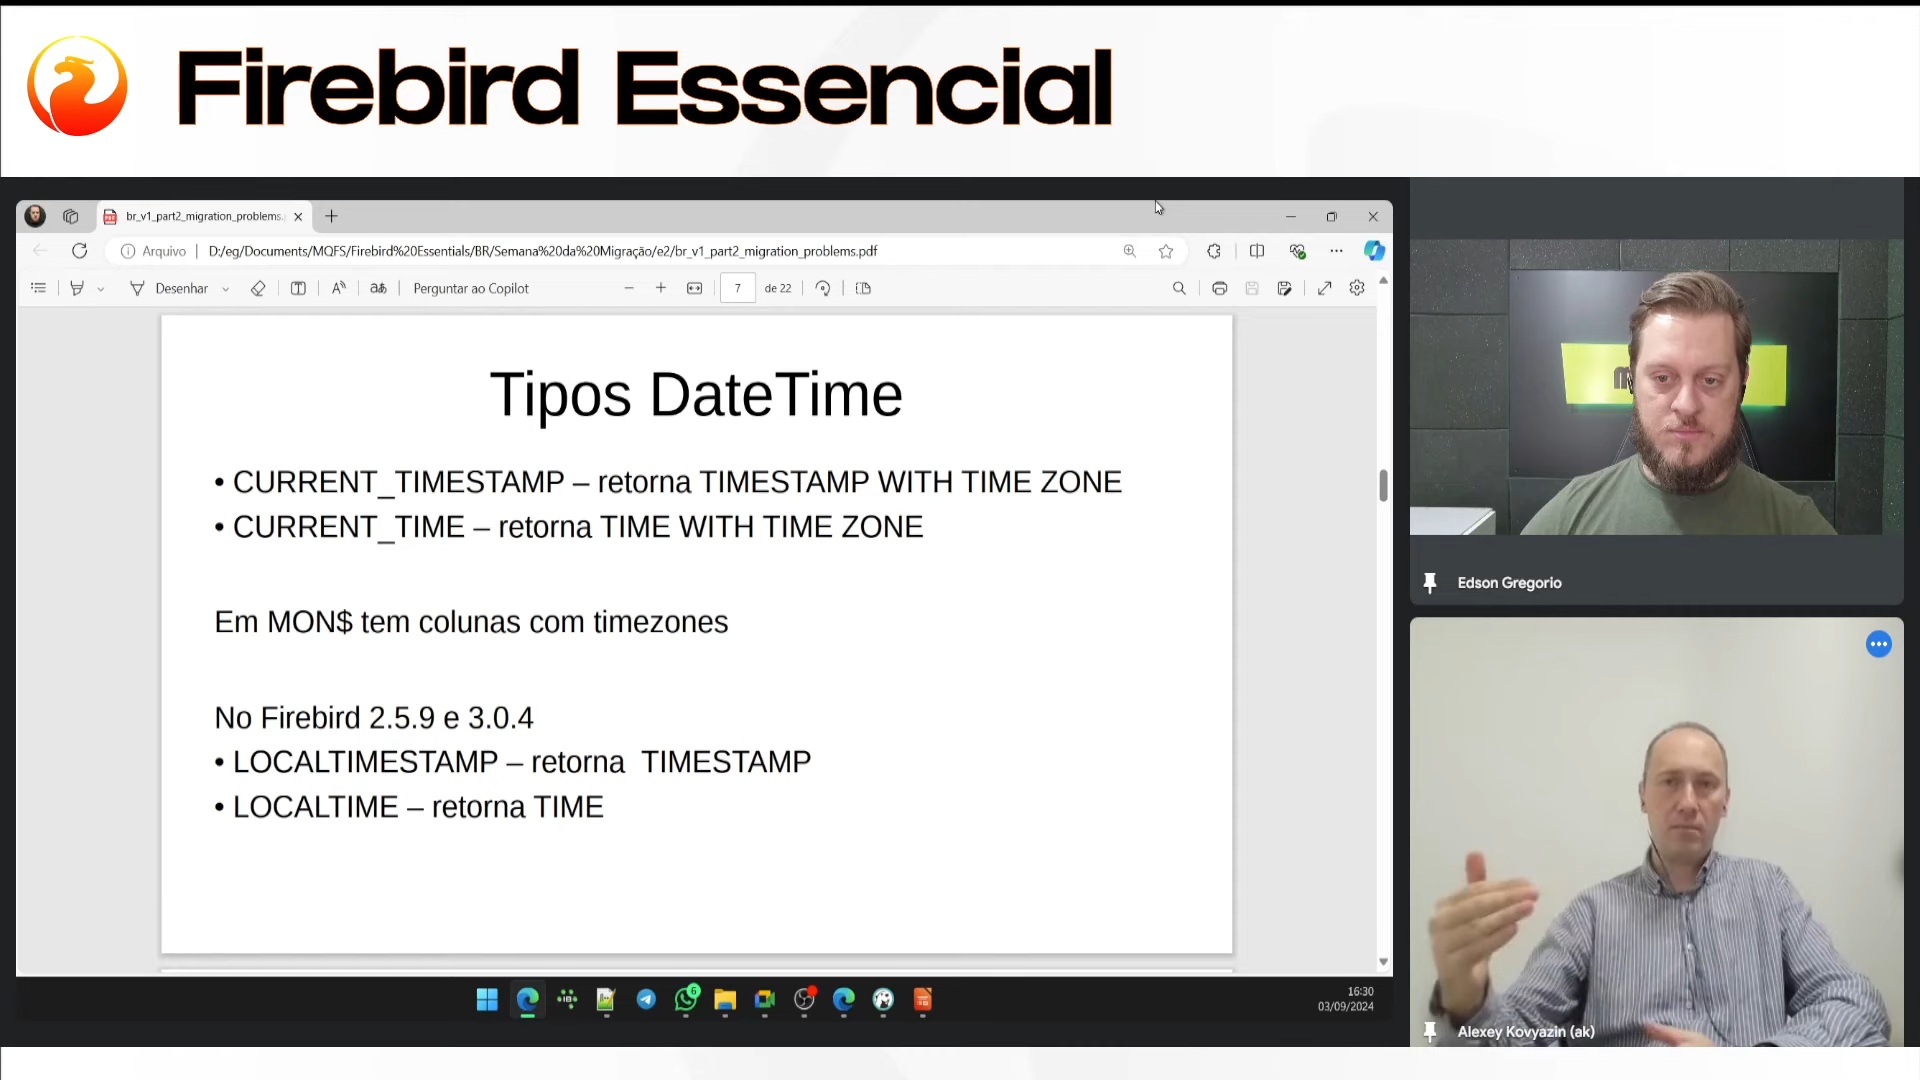 Firebird Essencial
br_v1_part2_migration_problems.
Arquivo
D:/eg/Documents/MQFS/Firebird%20Essentials/BR/Semana%20da%20Migração/e2/br_v1_part2_migration_problems.pdf
Desenhar
Perguntar ao Copilot
7 de 22
Tipos DateTime
• CURRENT_TIMESTAMP – retorna TIMESTAMP WITH TIME ZONE
• CURRENT_TIME – retorna TIME WITH TIME ZONE
Em MON$ tem colunas com timezones
No Firebird 2.5.9 e 3.0.4
• LOCALTIMESTAMP – retorna TIMESTAMP
• LOCALTIME – retorna TIME
6
16:30
03/09/2024
Edson Gregorio
Alexey Kovyazin (ak)